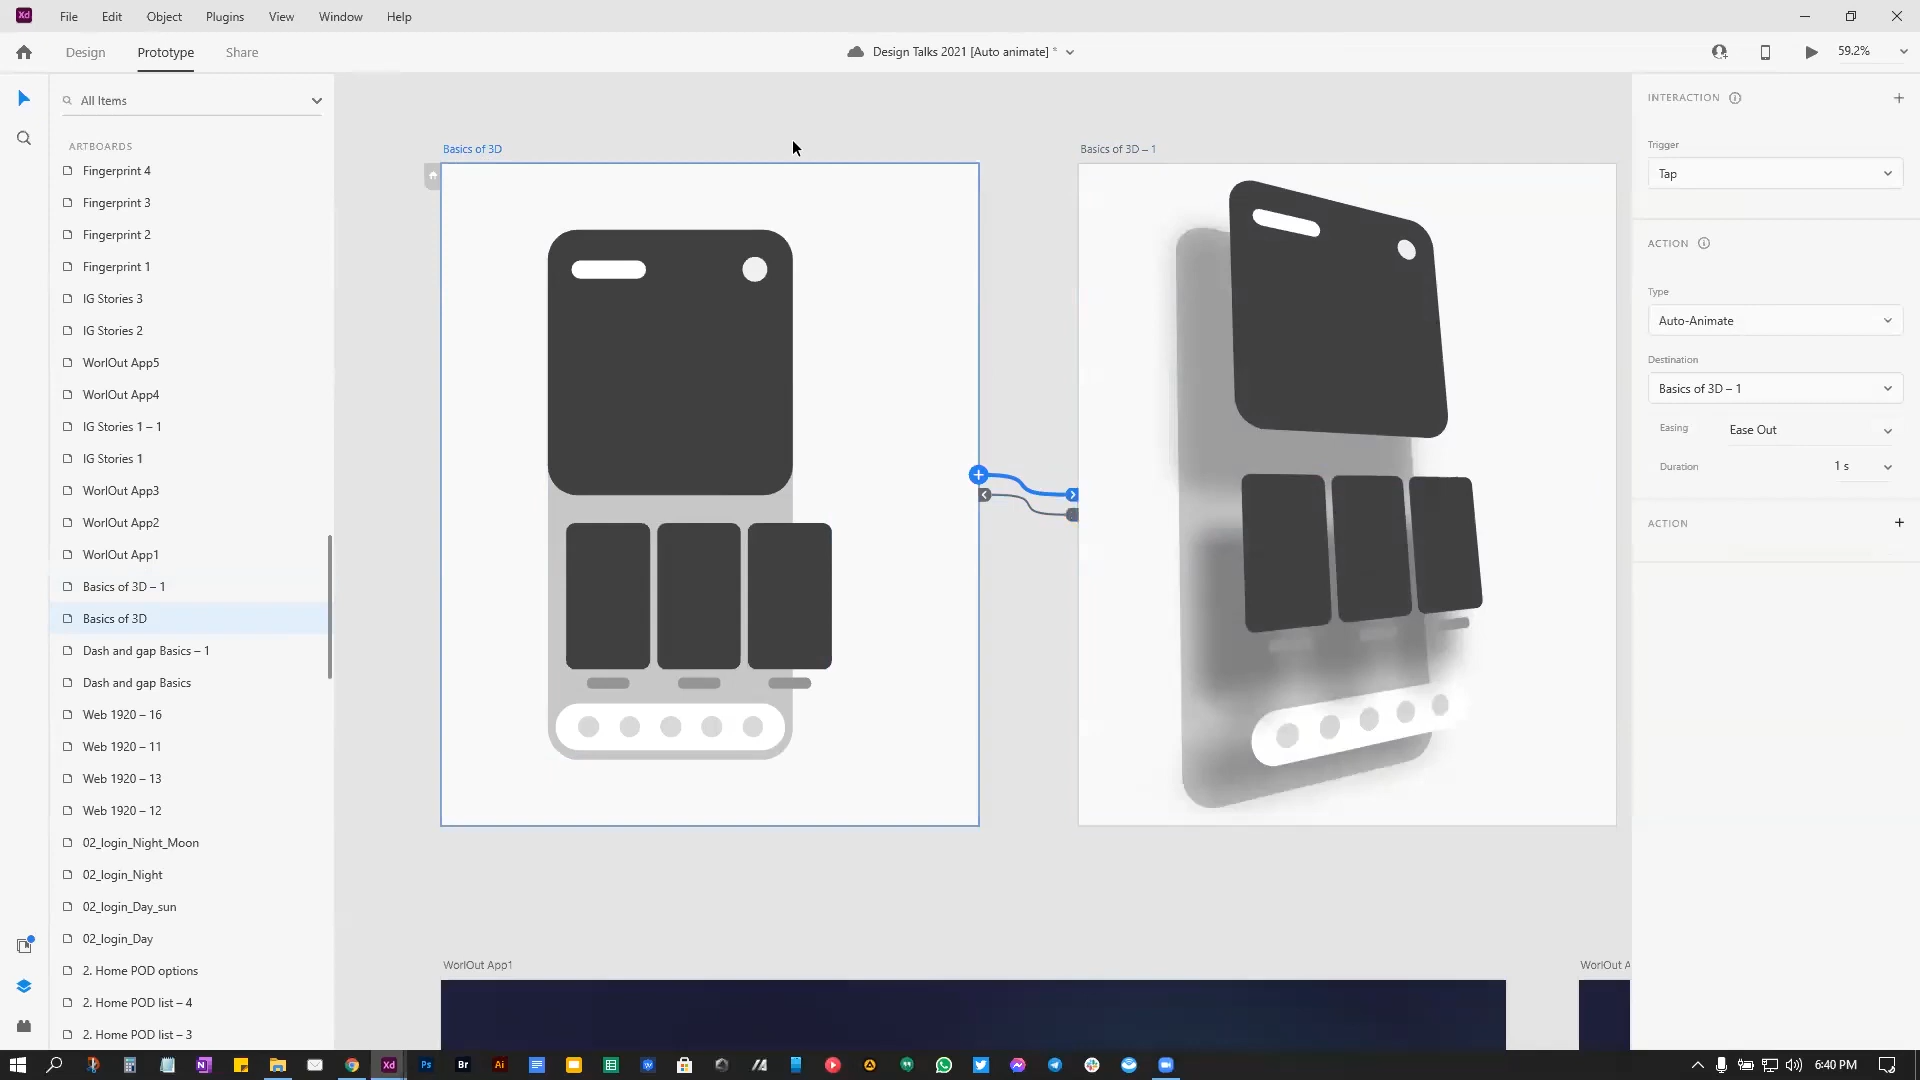 Xd File Edit Object Plugins View Window Help
Design Prototype Share
Design Talks 2021 [Auto animate] *
59.2%
All Items
ARTBOARDS
Fingerprint 4
Fingerprint 3
Fingerprint 2
Fingerprint 1
IG Stories 3
IG Stories 2
WorlOut App5
WorlOut App4
IG Stories 1 – 1
IG Stories 1
WorlOut App3
WorlOut App2
WorlOut App1
Basics of 3D – 1
Basics of 3D
Dash and gap Basics – 1
Dash and gap Basics
Web 1920 – 16
Web 1920 – 11
Web 1920 – 13
Web 1920 – 12
02_login_Night_Moon
02_login_Night
02_login_Day_sun
02_login_Day
2. Home POD options
2. Home POD list – 4
2. Home POD list – 3
Basics of 3D
Basics of 3D – 1
WorlOut App1
WorlOut A
INTERACTION
Trigger
Tap
ACTION
Type
Auto-Animate
Destination
Basics of 3D – 1
Easing Ease Out
Duration 1 s
ACTION
Xd Ps Br Ai
6:40 PM